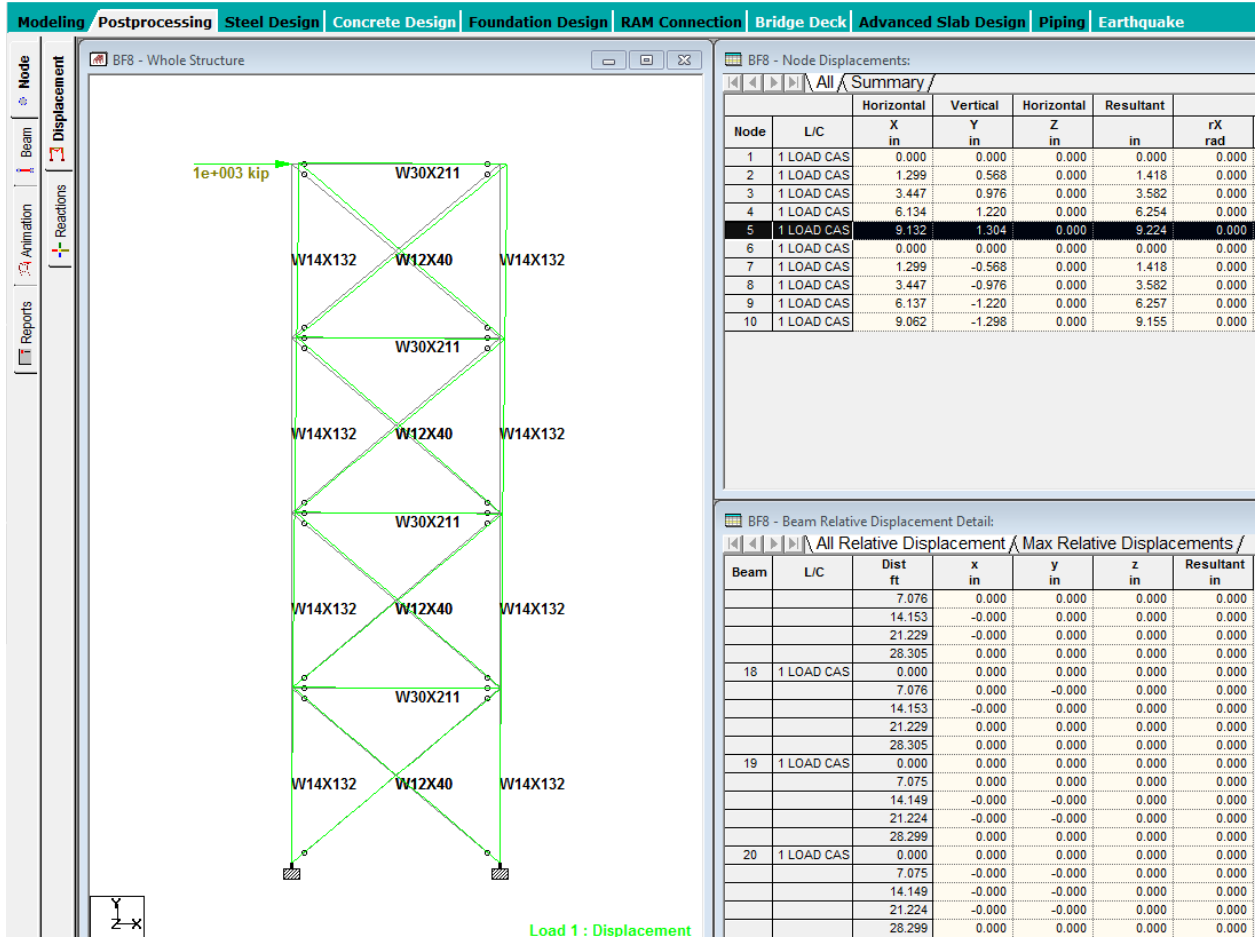 Modeling Postprocessing Steel Design Concrete Design Foundation Design RAM Connection Bridge Deck Advanced Slab Design Piping Earthquake
Node
Beam
Animation
Reports
Displacement
Reactions
BF8 - Whole Structure
1e+003 kip
W30X211
W14X132 W12X40 W14X132
W30X211
W14X132 W12X40 W14X132
W30X211
W14X132 W12X40 W14X132
W30X211
W14X132 W12X40 W14X132
Y
Z X
Load 1 : Displacement
BF8 - Node Displacements:
All Summary
Horizontal Vertical Horizontal Resultant
Node L/C X in Y in Z in in rX rad
1 1 LOAD CAS 0.000 0.000 0.000 0.000 0.000
2 1 LOAD CAS 1.299 0.568 0.000 1.418 0.000
3 1 LOAD CAS 3.447 0.976 0.000 3.582 0.000
4 1 LOAD CAS 6.134 1.220 0.000 6.254 0.000
5 1 LOAD CAS 9.132 1.304 0.000 9.224 0.000
6 1 LOAD CAS 0.000 0.000 0.000 0.000 0.000
7 1 LOAD CAS 1.299 -0.568 0.000 1.418 0.000
8 1 LOAD CAS 3.447 -0.976 0.000 3.582 0.000
9 1 LOAD CAS 6.137 -1.220 0.000 6.257 0.000
10 1 LOAD CAS 9.062 -1.298 0.000 9.155 0.000
BF8 - Beam Relative Displacement Detail:
All Relative Displacement Max Relative Displacements
Beam L/C Dist ft x in y in z in Resultant in
7.076 0.000 0.000 0.000 0.000
14.153 -0.000 0.000 0.000 0.000
21.229 -0.000 0.000 0.000 0.000
28.305 0.000 0.000 0.000 0.000
18 1 LOAD CAS 0.000 0.000 0.000 0.000 0.000
7.076 0.000 -0.000 0.000 0.000
14.153 -0.000 0.000 0.000 0.000
21.229 0.000 0.000 0.000 0.000
28.305 0.000 0.000 0.000 0.000
19 1 LOAD CAS 0.000 0.000 0.000 0.000 0.000
7.075 0.000 -0.000 0.000 0.000
14.149 -0.000 -0.000 0.000 0.000
21.224 -0.000 -0.000 0.000 0.000
28.299 0.000 0.000 0.000 0.000
20 1 LOAD CAS 0.000 0.000 0.000 0.000 0.000
7.075 -0.000 -0.000 0.000 0.000
14.149 -0.000 -0.000 0.000 0.000
21.224 -0.000 -0.000 0.000 0.000
28.299 0.000 0.000 0.000 0.000